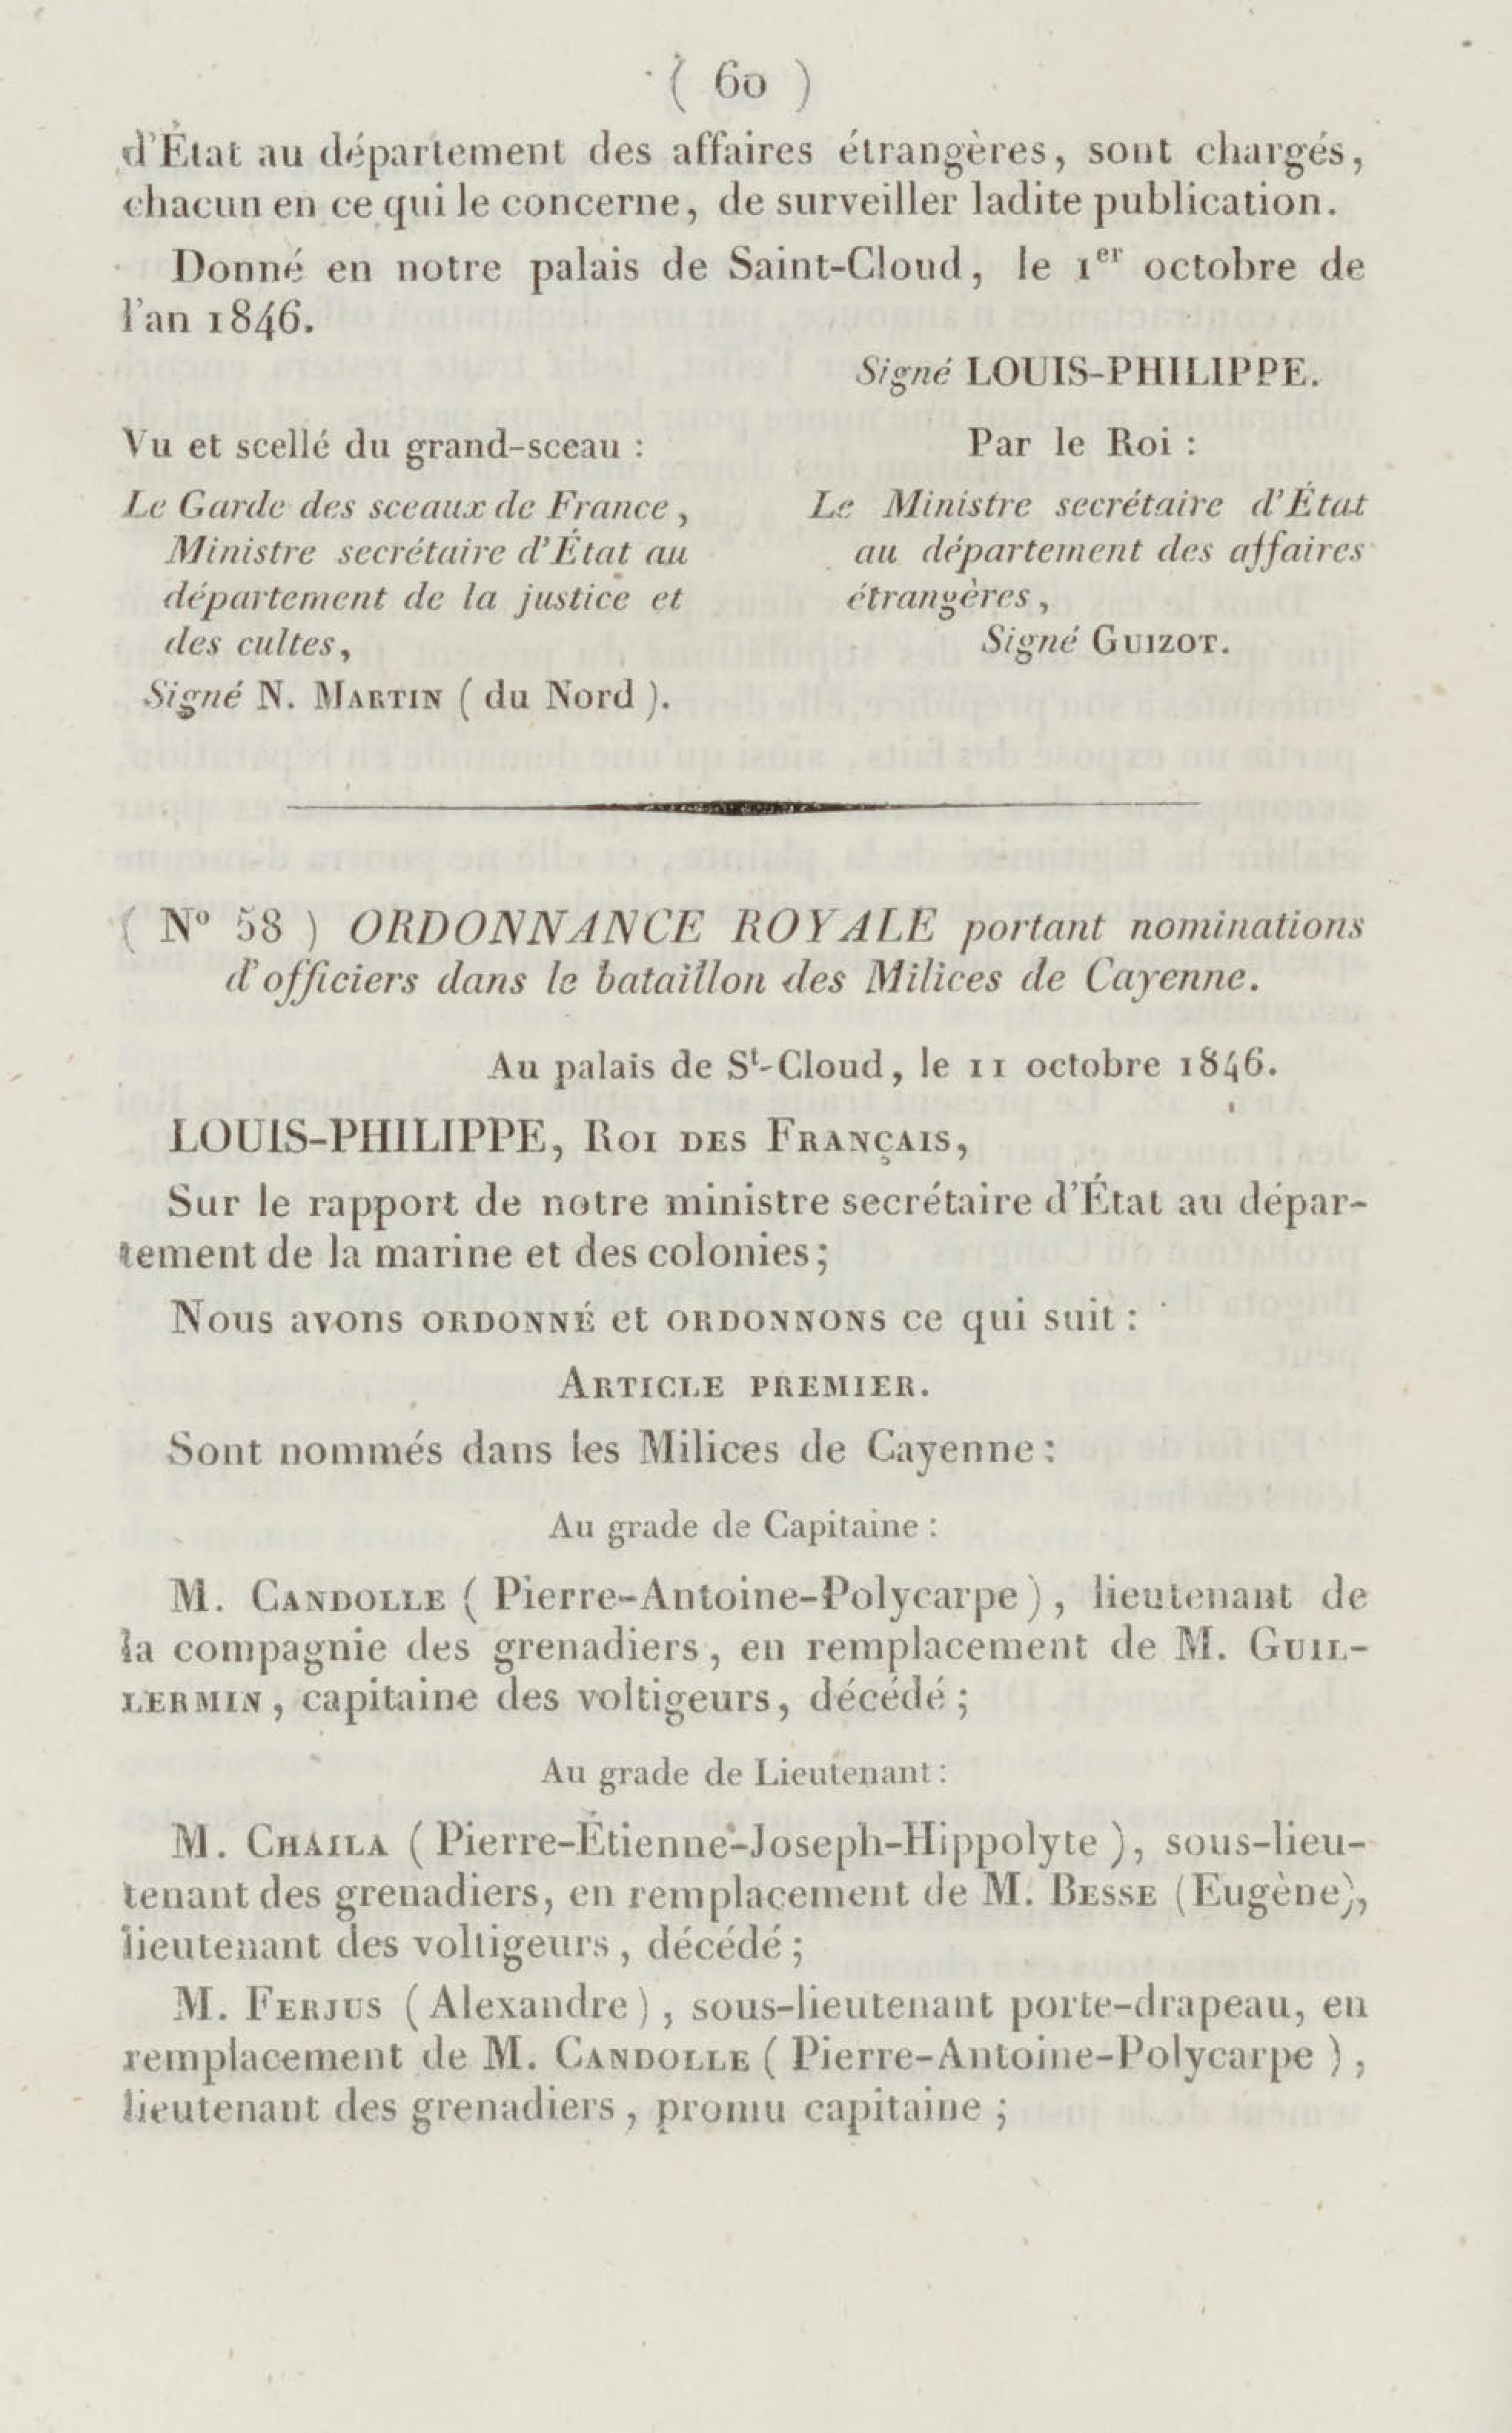 ( 60 )
d'État au département des affaires étrangères, sont chargés,
chacun en ce qui le concerne, de surveiller ladite publication.
Donné en notre palais de Saint-Cloud, le 1er octobre de
l'an 1846.
Signé LOUIS-PHILIPPE.
Vu et scellé du grand-sceau :
Le Garde des sceaux de France,
Ministre secrétaire d'État au
département de la justice et
des cultes,
Signé N. MARTIN ( du Nord ).
Par le Roi :
Le Ministre secrétaire d'État
au département des affaires
étrangères,
Signé GUIZOT.
( No 58 ) ORDONNANCE ROYALE portant nominations
d'officiers dans le bataillon des Milices de Cayenne.
Au palais de St-Cloud, le 11 octobre 1846.
LOUIS-PHILIPPE, ROI DES FRANÇAIS,
Sur le rapport de notre ministre secrétaire d'État au dépar-
tement de la marine et des colonies;
Nous avons ORDONNÉ et ORDONNONS ce qui suit :
ARTICLE PREMIER.
Sont nommés dans les Milices de Cayenne:
Au grade de Capitaine :
M. CANDOLLE ( Pierre-Antoine-Polycarpe ), lieutenant de
la compagnie des grenadiers, en remplacement de M. GUIL-
LERMIN, capitaine des voltigeurs, décédé ;
Au grade de Lieutenant :
M. CHAILA ( Pierre-Étienne-Joseph-Hippolyte ), sous-lieu-
tenant des grenadiers, en remplacement de M. BESSE (Eugène),
lieutenant des voltigeurs, décédé ;
M. FERJUS ( Alexandre ), sous-lieutenant porte-drapeau, en
remplacement de M. CANDOLLE ( Pierre-Antoine-Polycarpe ),
lieutenant des grenadiers, promu capitaine ;